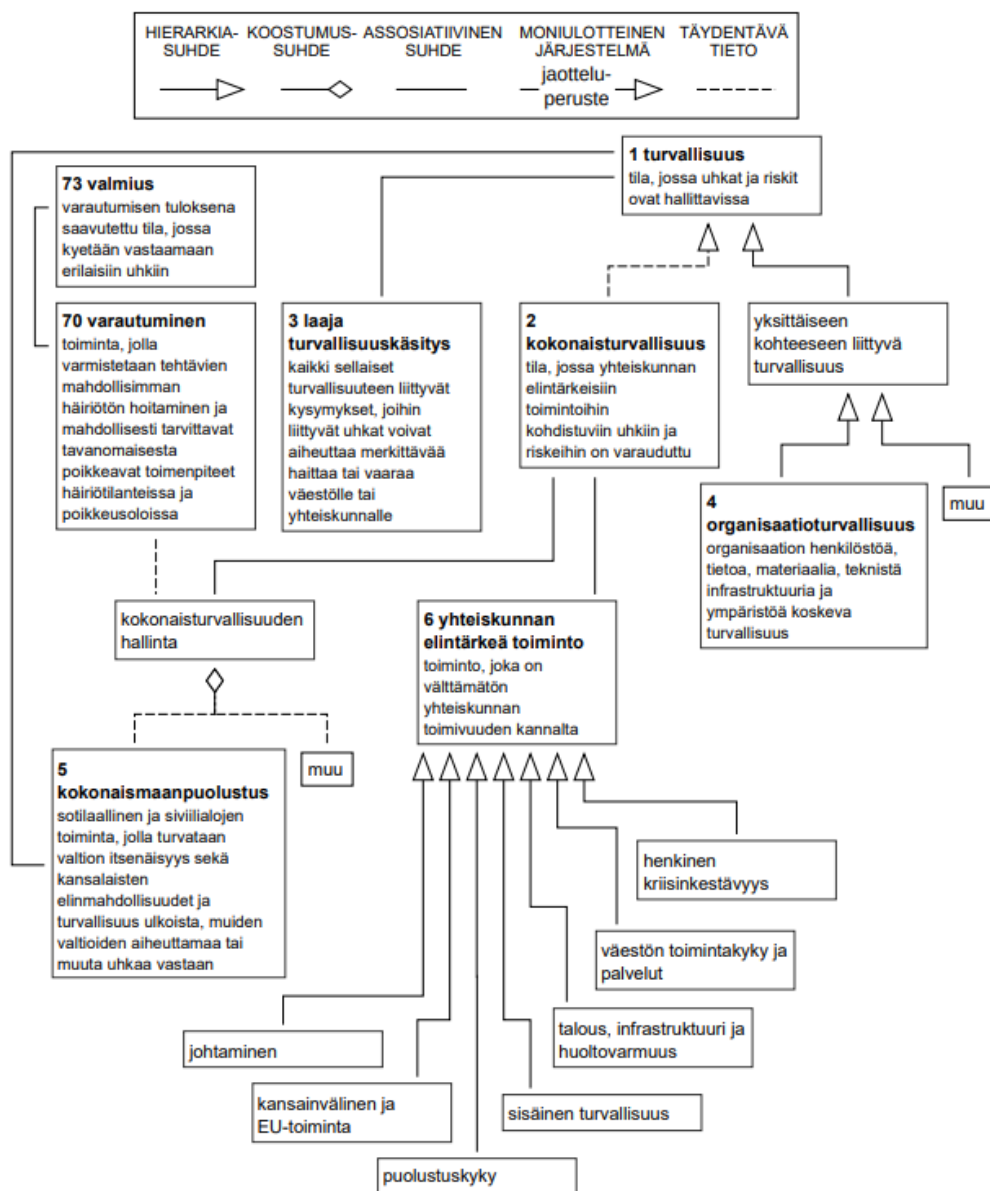 HIERARKIA-
SUHDE
KOOSTUMUS-
SUHDE
ASSOSIATIIVINEN
SUHDE
MONIULOTTEINEN
JÄRJESTELMÄ
jaottelu-
peruste
TÄYDENTÄVÄ
TIETO
1 turvallisuus
tila, jossa uhkat ja riskit
ovat hallittavissa
73 valmius
varautumisen tuloksena
saavutettu tila, jossa
kyetään vastaamaan
erilaisiin uhkiin
70 varautuminen
toiminta, jolla
varmistetaan tehtävien
mahdollisimman
häiriötön hoitaminen ja
mahdollisesti tarvittavat
tavanomaisesta
poikkeavat toimenpiteet
häiriötilanteissa ja
poikkeusoloissa
3 laaja
turvallisuuskäsitys
kaikki sellaiset
turvallisuuteen liittyvät
kysymykset, joihin
liittyvät uhkat voivat
aiheuttaa merkittävää
haittaa tai vaaraa
väestölle tai
yhteiskunnalle
2
kokonaisturvallisuus
tila, jossa yhteiskunnan
elintärkeisiin
toimintoihin
kohdistuviin uhkiin ja
riskeihin on varauduttu
yksittäiseen
kohteeseen liittyvä
turvallisuus
4
organisaatioturvallisuus
organisaation henkilöstöä,
tietoa, materiaalia, teknistä
infrastruktuuria ja
ympäristöä koskeva
turvallisuus
muu
kokonaisturvallisuuden
hallinta
6 yhteiskunnan
elintärkeä toiminto
toiminto, joka on
välttämätön
yhteiskunnan
toimivuuden kannalta
5
kokonaismaanpuolustus
sotilaallinen ja siviilialojen
toiminta, jolla turvataan
valtion itsenäisyys sekä
kansalaisten
elinmahdollisuudet ja
turvallisuus ulkoista, muiden
valtioiden aiheuttamaa tai
muuta uhkaa vastaan
muu
henkinen
kriisinkestävyys
väestön toimintakyky ja
palvelut
talous, infrastruktuuri ja
huoltovarmuus
johtaminen
sisäinen turvallisuus
kansainvälinen ja
EU-toiminta
puolustuskyky